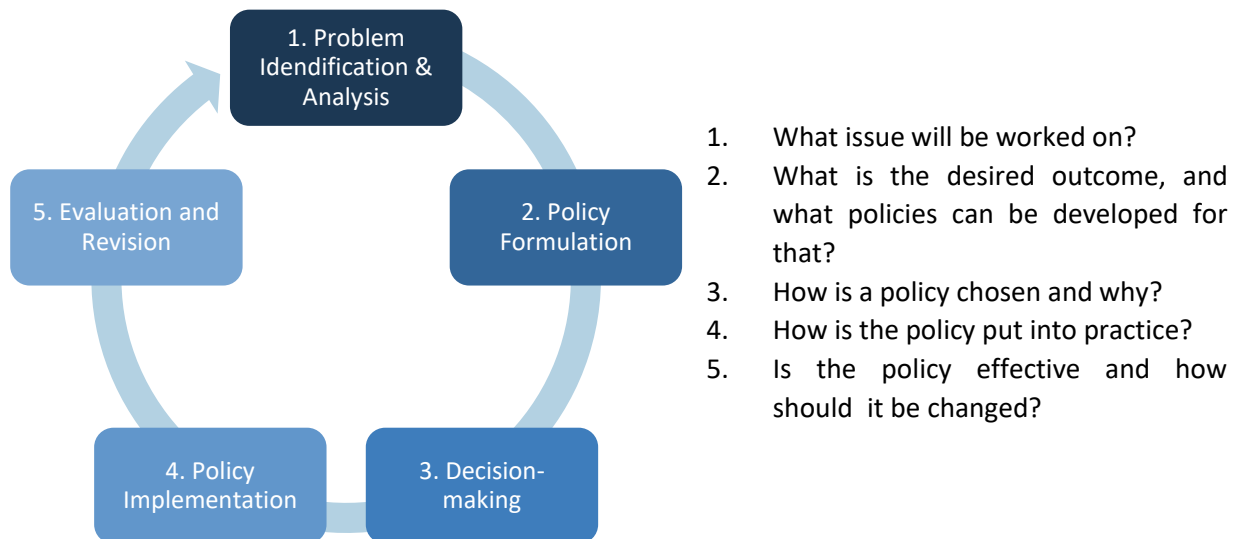 1. Problem
Idendification &
Analysis
2. Policy
Formulation
3. Decision-
making
4. Policy
Implementation
5. Evaluation and
Revision
1. What issue will be worked on?
2. What is the desired outcome, and
what policies can be developed for
that?
3. How is a policy chosen and why?
4. How is the policy put into practice?
5. Is the policy effective and how
should it be changed?